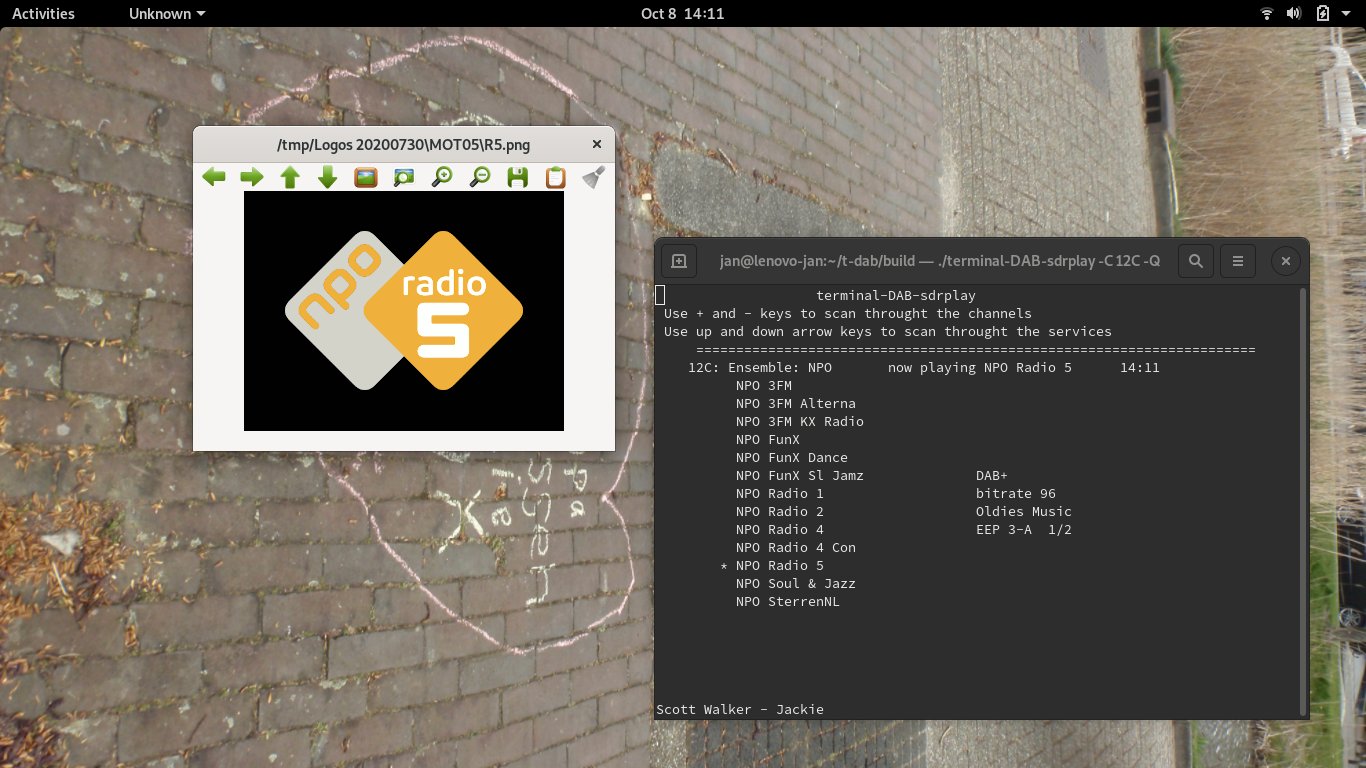 Activities Unknown Oct 8 14:11
/tmp/Logos 20200730\MOT05\R5.png
npo
radio
5
jan@lenovo-jan:~/t-dab/build — ./terminal-DAB-sdrplay -C 12C -Q
terminal-DAB-sdrplay
Use + and - keys to scan throught the channels
Use up and down arrow keys to scan throught the services
======================================================================
12C: Ensemble: NPO now playing NPO Radio 5 14:11
NPO 3FM
NPO 3FM Alterna
NPO 3FM KX Radio
NPO FunX
NPO FunX Dance
NPO FunX Sl Jamz DAB+
NPO Radio 1 bitrate 96
NPO Radio 2 Oldies Music
NPO Radio 4 EEP 3-A 1/2
NPO Radio 4 Con
* NPO Radio 5
NPO Soul & Jazz
NPO SterrenNL
Scott Walker - Jackie